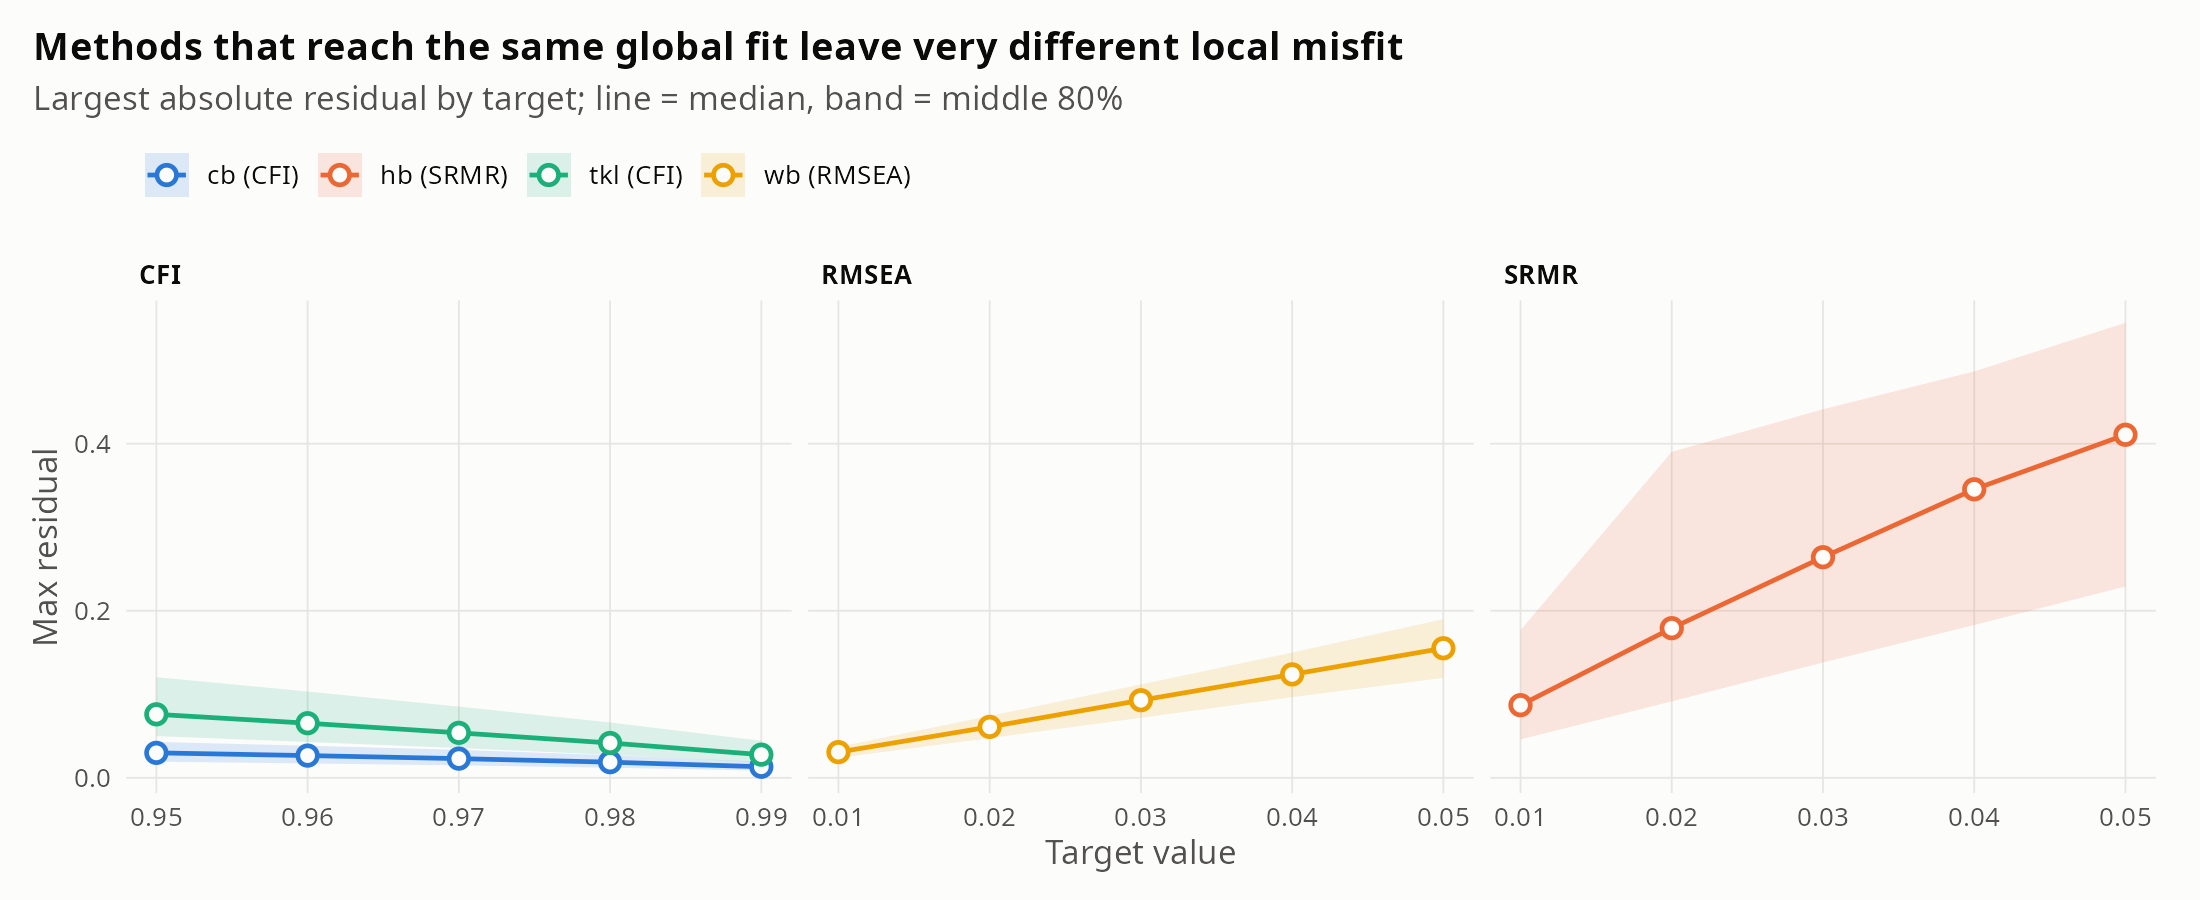 Methods that reach the same global fit leave very different local misfit
Largest absolute residual by target; line = median, band = middle 80%
cb (CFI) hb (SRMR) tkl (CFI) wb (RMSEA)
CFI RMSEA SRMR
Max residual
0.4
0.2
0.0
0.95 0.96 0.97 0.98 0.99 0.01 0.02 0.03 0.04 0.05 0.01 0.02 0.03 0.04 0.05
Target value